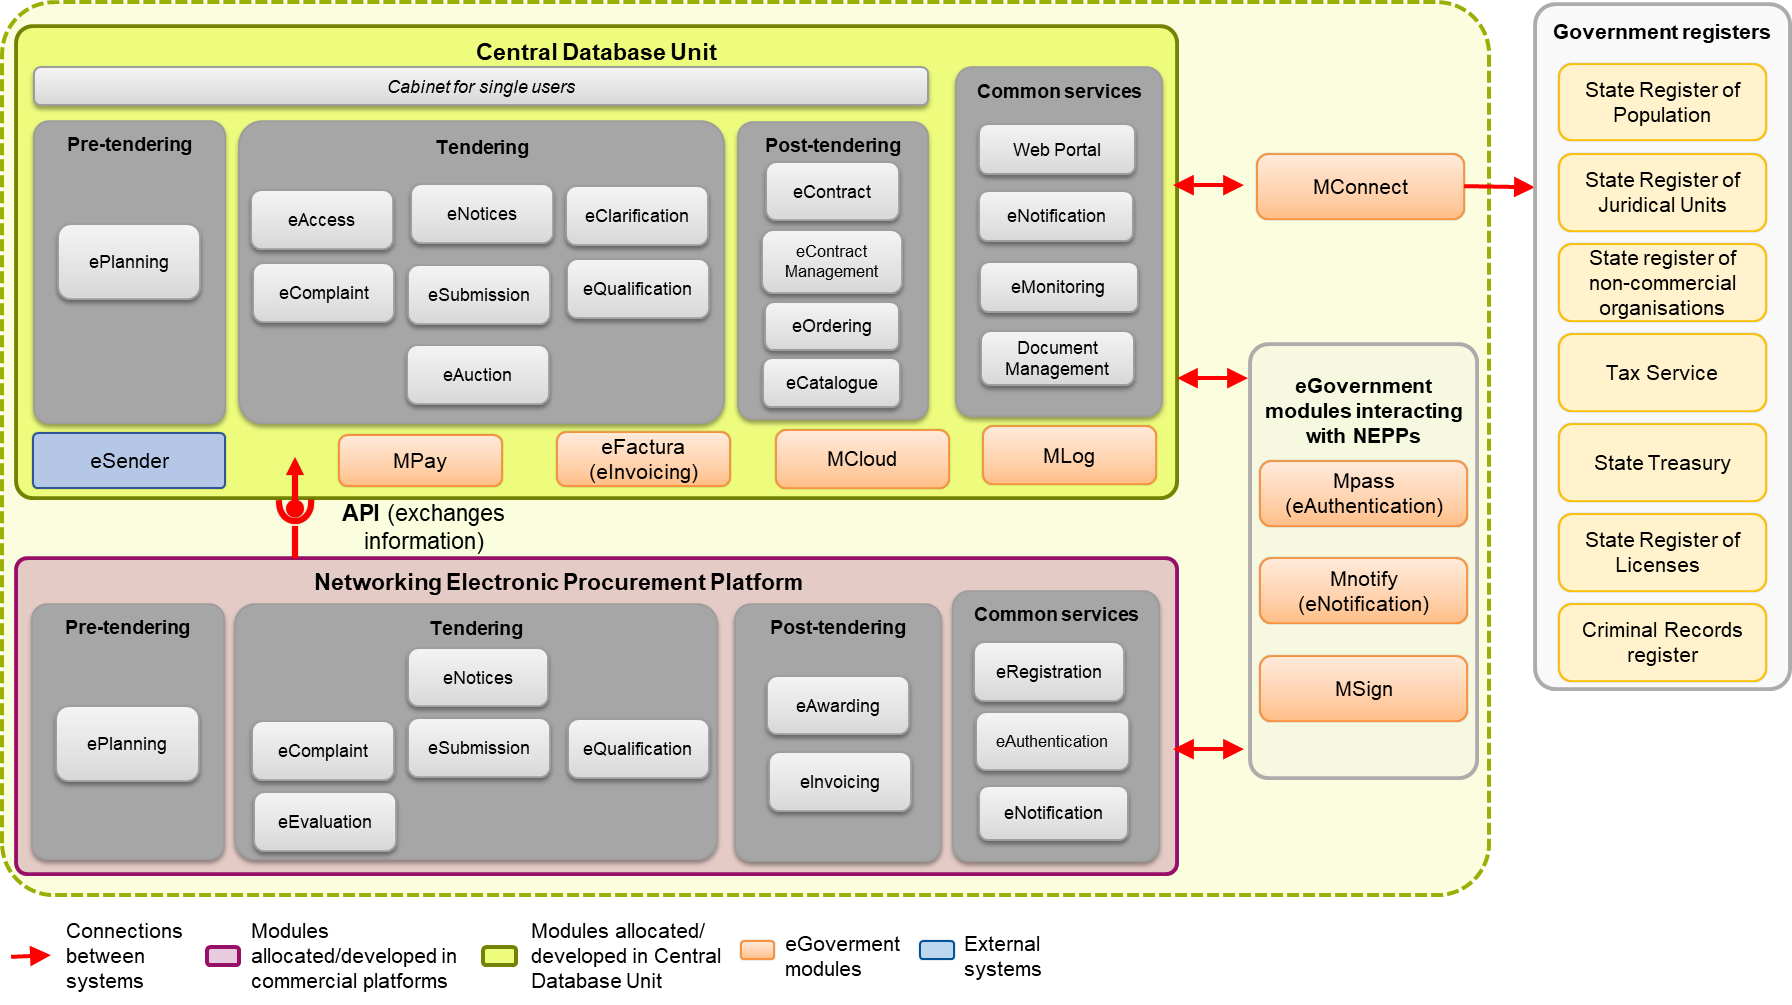 Central Database Unit
Cabinet for single users
Pre-tendering
ePlanning
Tendering
eAccess
eNotices
eClarification
eComplaint
eSubmission
eQualification
eAuction
Post-tendering
eContract
eContract
Management
eOrdering
eCatalogue
Common services
Web Portal
eNotification
eMonitoring
Document
Management
eSender
MPay
eFactura
(eInvoicing)
MCloud
MLog
API (exchanges
information)
Networking Electronic Procurement Platform
Pre-tendering
ePlanning
Tendering
eNotices
eComplaint
eSubmission
eQualification
eEvaluation
Post-tendering
eAwarding
eInvoicing
Common services
eRegistration
eAuthentication
eNotification
MConnect
eGovernment
modules interacting
with NEPPs
Mpass
(eAuthentication)
Mnotify
(eNotification)
MSign
Government registers
State Register of
Population
State Register of
Juridical Units
State register of
non-commercial
organisations
Tax Service
State Treasury
State Register of
Licenses
Criminal Records
register
Connections
between
systems
Modules
allocated/developed in
commercial platforms
Modules allocated/
developed in Central
Database Unit
eGoverment
modules
External
systems